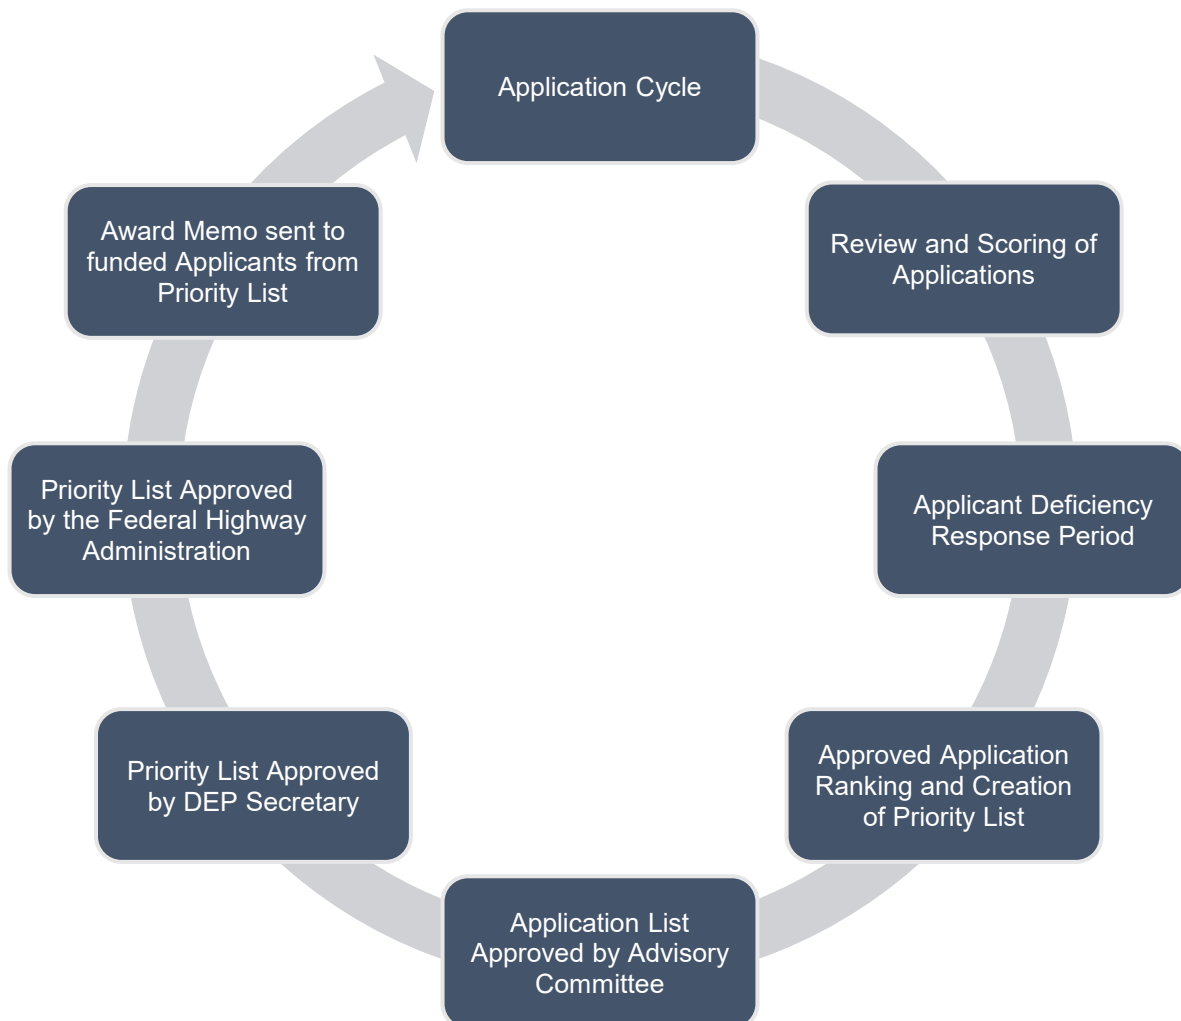 Application Cycle
Review and Scoring of
Applications
Applicant Deficiency
Response Period
Approved Application
Ranking and Creation
of Priority List
Application List
Approved by Advisory
Committee
Priority List Approved
by DEP Secretary
Priority List Approved
by the Federal Highway
Administration
Award Memo sent to
funded Applicants from
Priority List